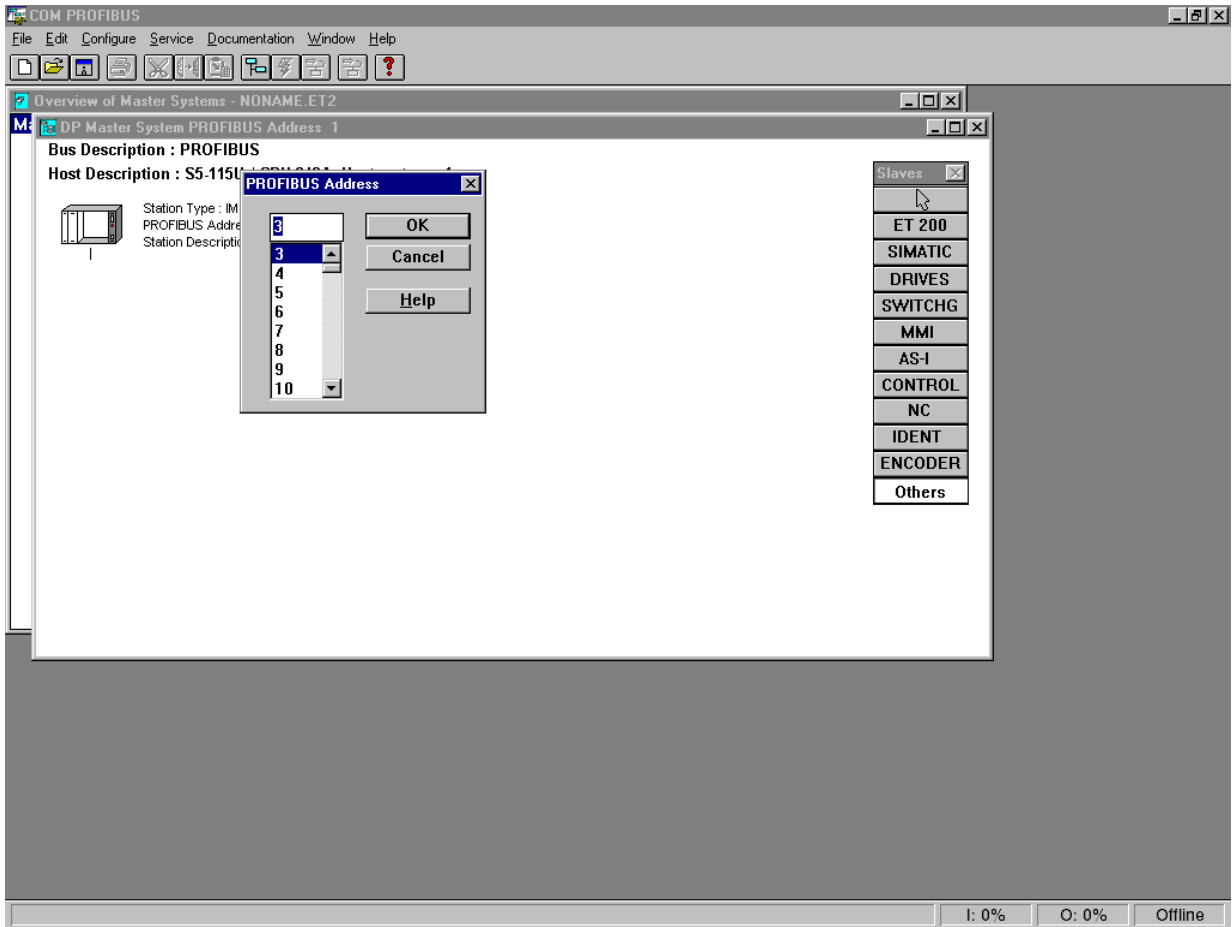 COM PROFIBUS
File Edit Configure Service Documentation Window Help
Overview of Master Systems - NONAME.ET2
DP Master System PROFIBUS Address 1
Bus Description : PROFIBUS
Host Description : S5-115U
Station Type : IM
PROFIBUS
Station
PROFIBUS Address
3
3
4
5
6
7
8
9
10
OK
Cancel
Help
Slaves
ET 200
SIMATIC
DRIVES
SWITCHG
MMI
AS-I
CONTROL
NC
IDENT
ENCODER
Others
I: 0% O: 0% Offline